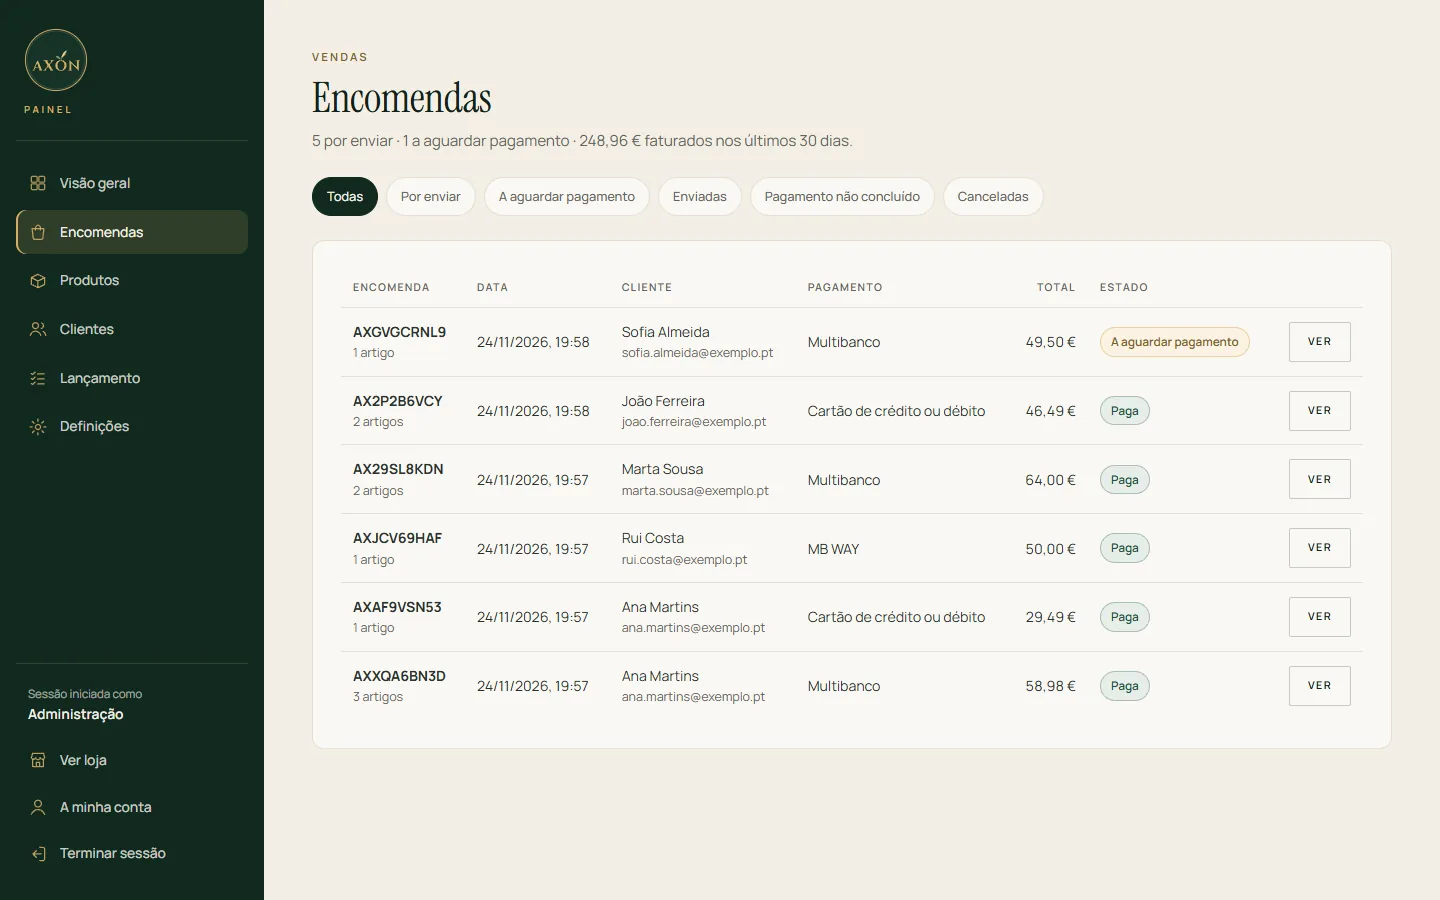 AXÓN
PAINEL
Visão geral
Encomendas
Produtos
Clientes
Lançamento
Definições
Sessão iniciada como
Administração
Ver loja
A minha conta
Terminar sessão
VENDAS
Encomendas
5 por enviar · 1 a aguardar pagamento · 248,96 € faturados nos últimos 30 dias.
Todas Por enviar A aguardar pagamento Enviadas Pagamento não concluído Canceladas
ENCOMENDA DATA CLIENTE PAGAMENTO TOTAL ESTADO
AXGVGCRNL9 24/11/2026, 19:58 Sofia Almeida Multibanco 49,50 € A aguardar pagamento VER
1 artigo sofia.almeida@exemplo.pt
AX2P2B6VCY 24/11/2026, 19:58 João Ferreira Cartão de crédito ou débito 46,49 € Paga VER
2 artigos joao.ferreira@exemplo.pt
AX29SL8KDN 24/11/2026, 19:57 Marta Sousa Multibanco 64,00 € Paga VER
2 artigos marta.sousa@exemplo.pt
AXJCV69HAF 24/11/2026, 19:57 Rui Costa MB WAY 50,00 € Paga VER
1 artigo rui.costa@exemplo.pt
AXAF9VSN53 24/11/2026, 19:57 Ana Martins Cartão de crédito ou débito 29,49 € Paga VER
1 artigo ana.martins@exemplo.pt
AXXQA6BN3D 24/11/2026, 19:57 Ana Martins Multibanco 58,98 € Paga VER
3 artigos ana.martins@exemplo.pt